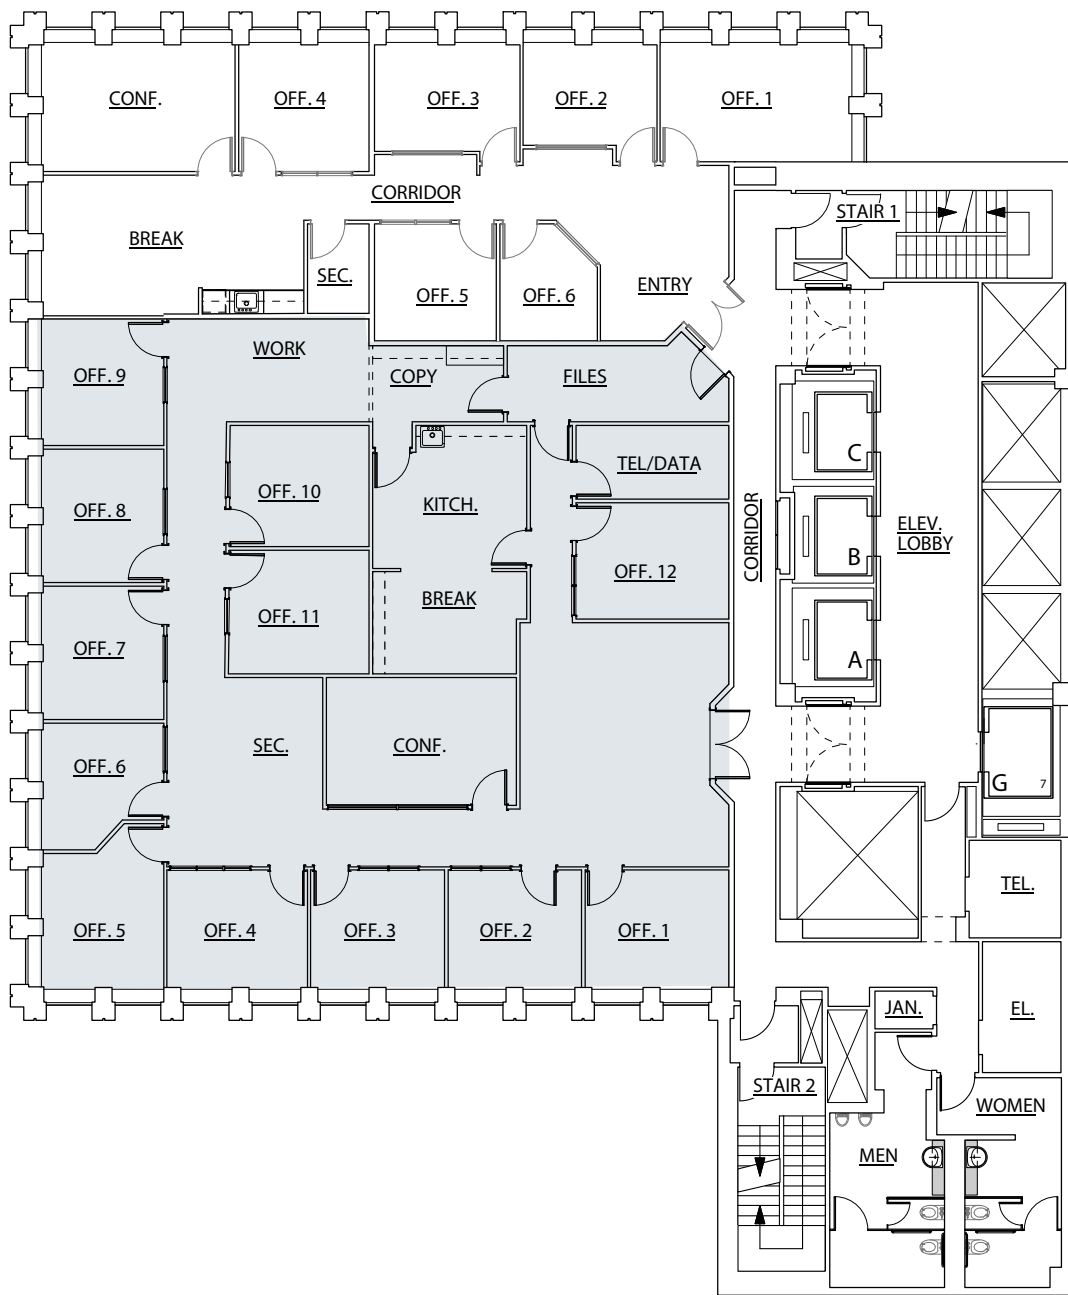 CONF.
OFF. 4
OFF. 3
OFF. 2
OFF. 1
CORRIDOR
STAIR 1
BREAK
SEC.
OFF. 5
OFF. 6
ENTRY
OFF. 9
WORK
COPY
FILES
C
OFF. 8
OFF. 10
KITCH.
TEL/DATA
CORRIDOR
ELEV.
LOBBY
B
OFF. 12
OFF. 7
OFF. 11
BREAK
A
OFF. 6
SEC.
CONF.
G
7
TEL.
OFF. 5
OFF. 4
OFF. 3
OFF. 2
OFF. 1
JAN.
EL.
STAIR 2
WOMEN
MEN